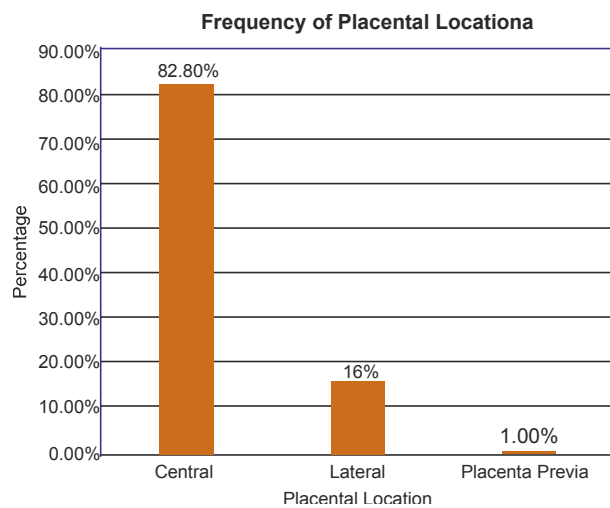 Frequency of Placental Locationa
90.00%
80.00%
70.00%
60.00%
50.00%
40.00%
30.00%
20.00%
10.00%
0.00%
Percentage
82.80%
16%
1.00%
Central
Lateral
Placenta Previa
Placental Location